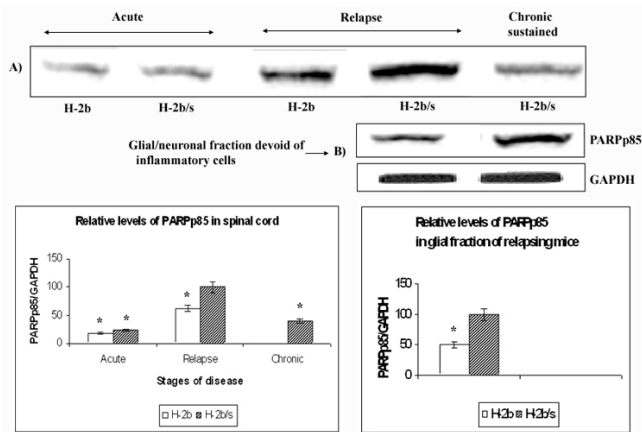 Acute Relapse Chronic
sustained
A)
H-2b H-2b/s H-2b H-2b/s H-2b/s
Glial/neuronal fraction devoid of
inflammatory cells
B)
PARPp85
GAPDH
Relative levels of PARPp85 in spinal cord
PARPp85/GAPDH
150
100
50
0
* * * *
Acute Relapse Chronic
Stages of disease
H-2b H-2b/s
Relative levels of PARPp85
in glial fraction of relapsing mice
PARPp85/GAPDH
150
100
50
0
*
H-2b H-2b/s